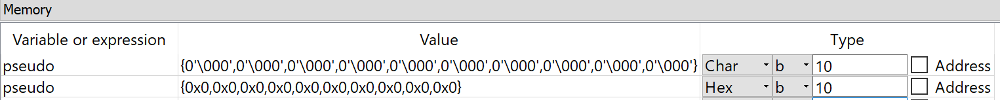 Memory
Variable or expression Value Type
pseudo {0'\000',0'\000',0'\000',0'\000',0'\000',0'\000',0'\000',0'\000',0'\000',0'\000'} Char b 10 Address
pseudo {0x0,0x0,0x0,0x0,0x0,0x0,0x0,0x0,0x0,0x0} Hex b 10 Address